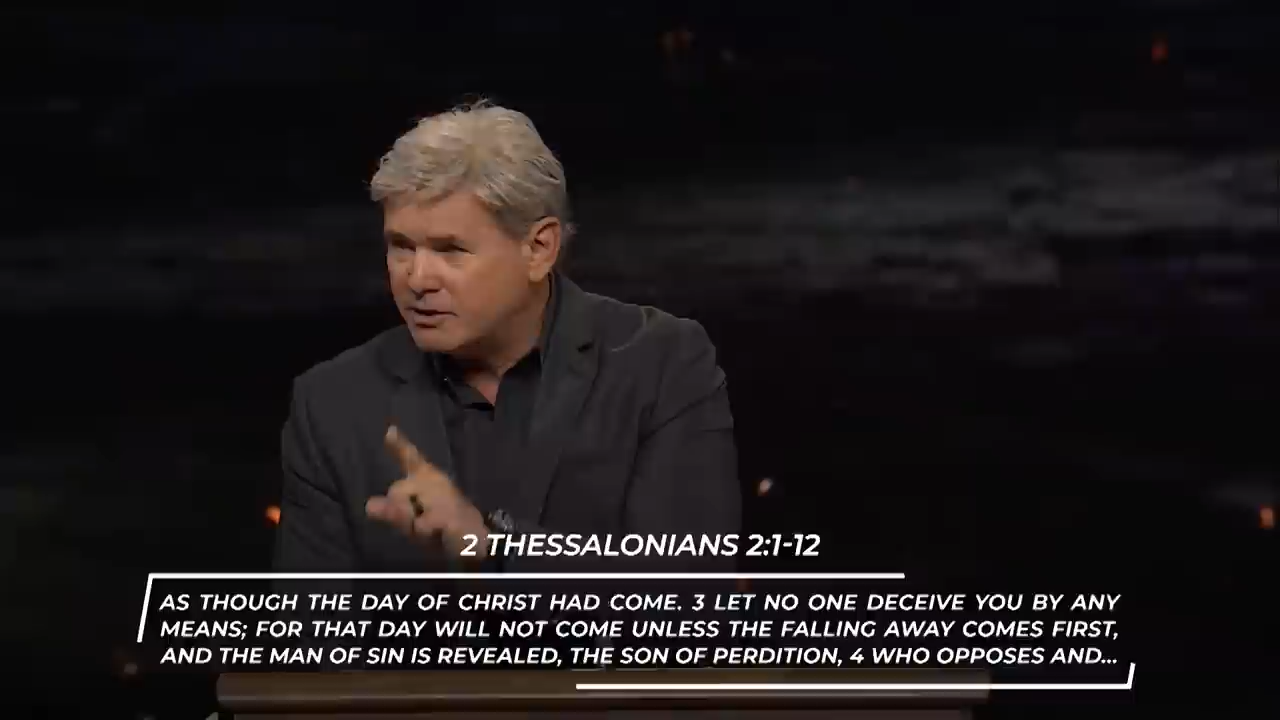 2 THESSALONIANS 2:1-12
AS THOUGH THE DAY OF CHRIST HAD COME. 3 LET NO ONE DECEIVE YOU BY ANY
MEANS; FOR THAT DAY WILL NOT COME UNLESS THE FALLING AWAY COMES FIRST,
AND THE MAN OF SIN IS REVEALED, THE SON OF PERDITION, 4 WHO OPPOSES AND...